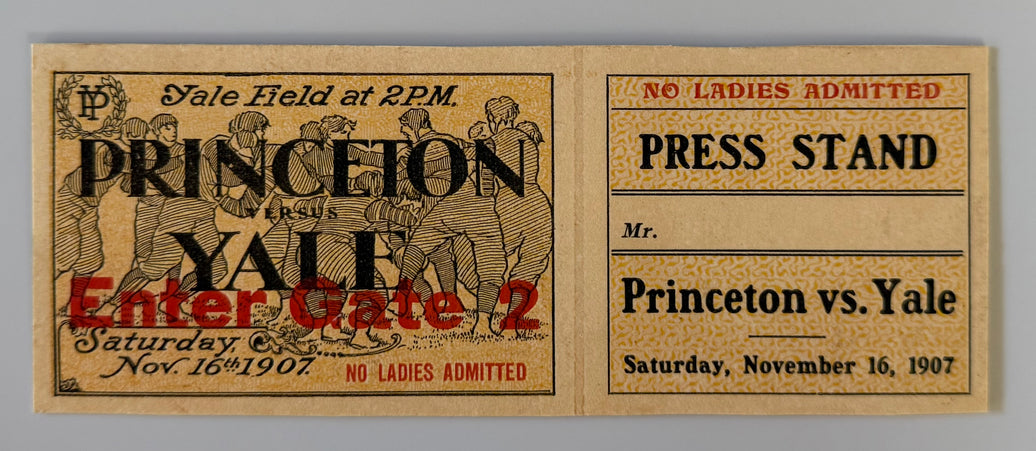 YP
Yale Field at 2 P.M.
PRINCETON
VERSUS
YALE
Enter Gate 2
Saturday,
Nov. 16th 1907.
NO LADIES ADMITTED
NO LADIES ADMITTED
PRESS STAND
Mr.
Princeton vs. Yale
Saturday, November 16, 1907